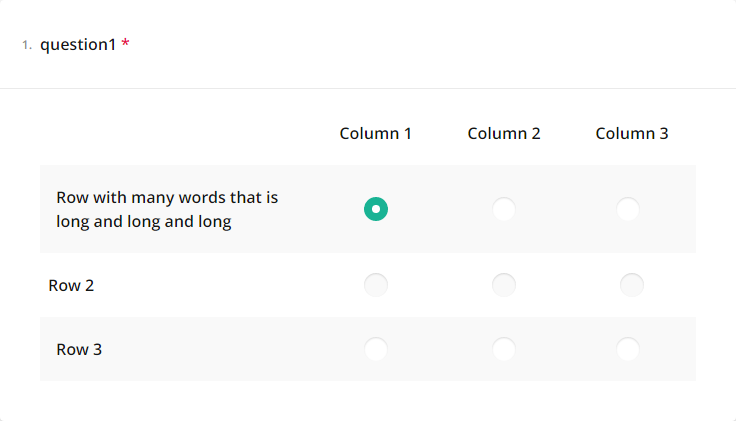 1. question1 *
Column 1 Column 2 Column 3
Row with many words that is
long and long and long
Row 2
Row 3